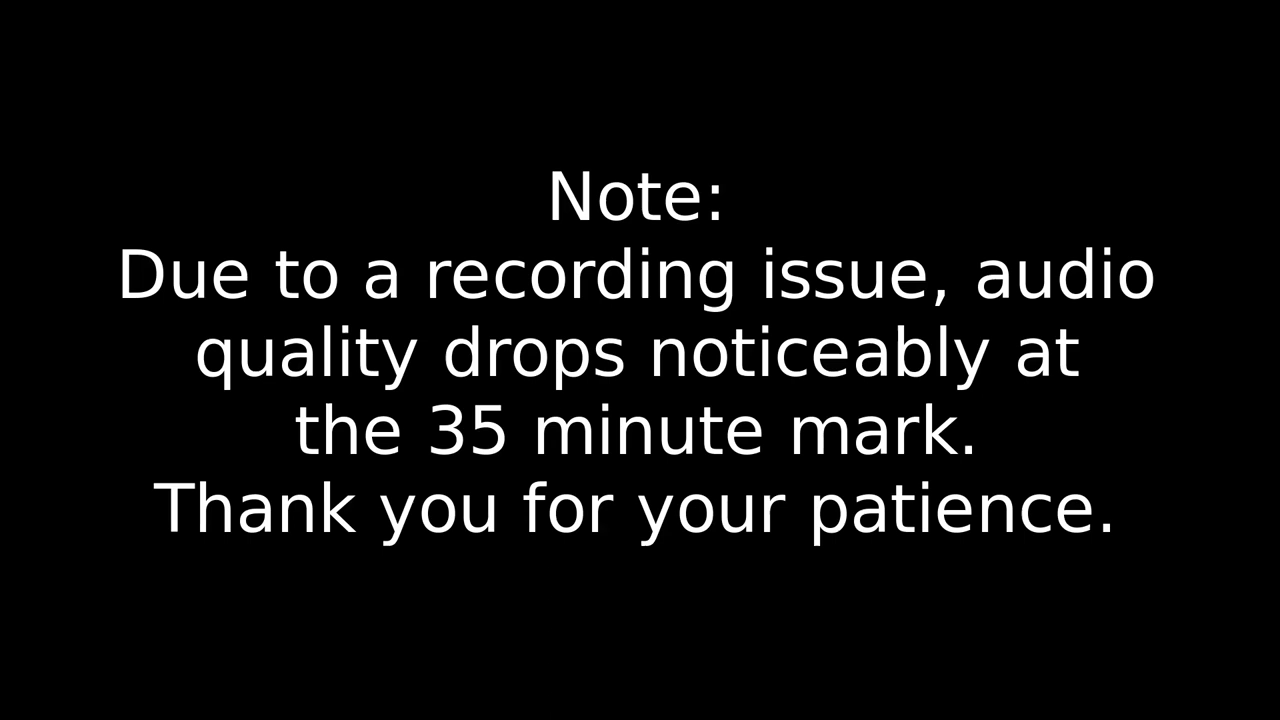 Note:
Due to a recording issue, audio
quality drops noticeably at
the 35 minute mark.
Thank you for your patience.